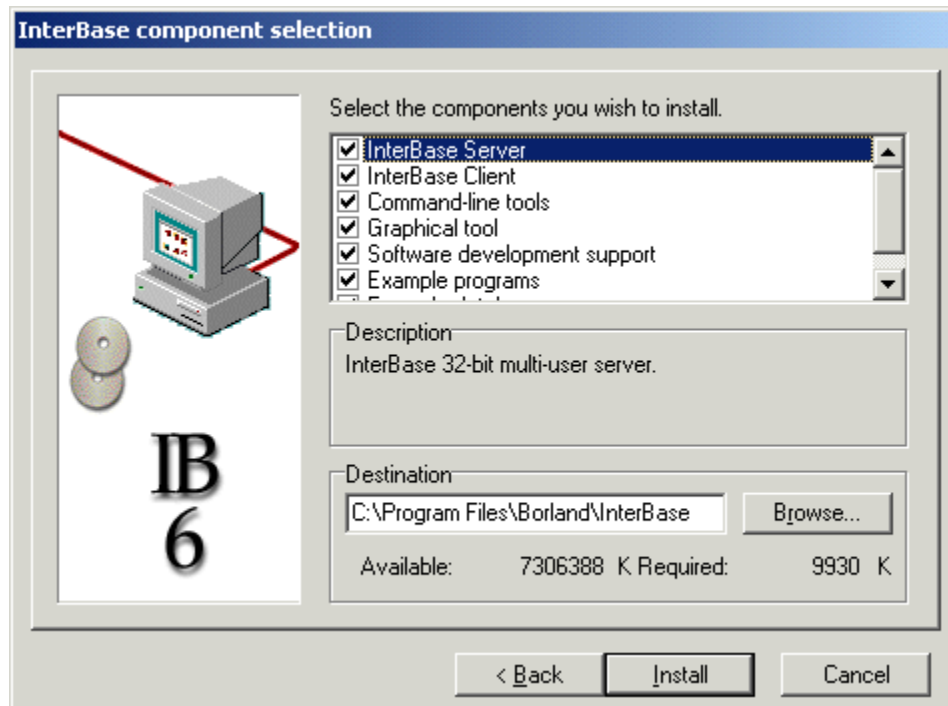 InterBase component selection
Select the components you wish to install.
InterBase Server
InterBase Client
Command-line tools
Graphical tool
Software development support
Example programs
IB
6
Description
InterBase 32-bit multi-user server.
Destination
C:\Program Files\Borland\InterBase
Browse...
Available: 7306388 K Required: 9930 K
< Back Install Cancel